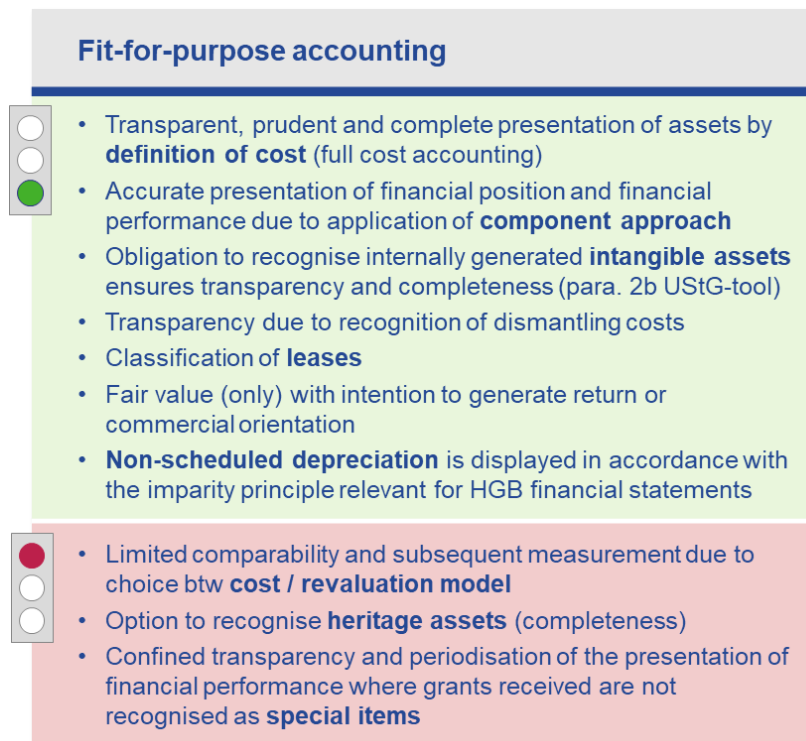 Fit-for-purpose accounting
• Transparent, prudent and complete presentation of assets by
definition of cost (full cost accounting)
• Accurate presentation of financial position and financial
performance due to application of component approach
• Obligation to recognise internally generated intangible assets
ensures transparency and completeness (para. 2b UStG-tool)
• Transparency due to recognition of dismantling costs
• Classification of leases
• Fair value (only) with intention to generate return or
commercial orientation
• Non-scheduled depreciation is displayed in accordance with
the imparity principle relevant for HGB financial statements
• Limited comparability and subsequent measurement due to
choice btw cost / revaluation model
• Option to recognise heritage assets (completeness)
• Confined transparency and periodisation of the presentation of
financial performance where grants received are not
recognised as special items